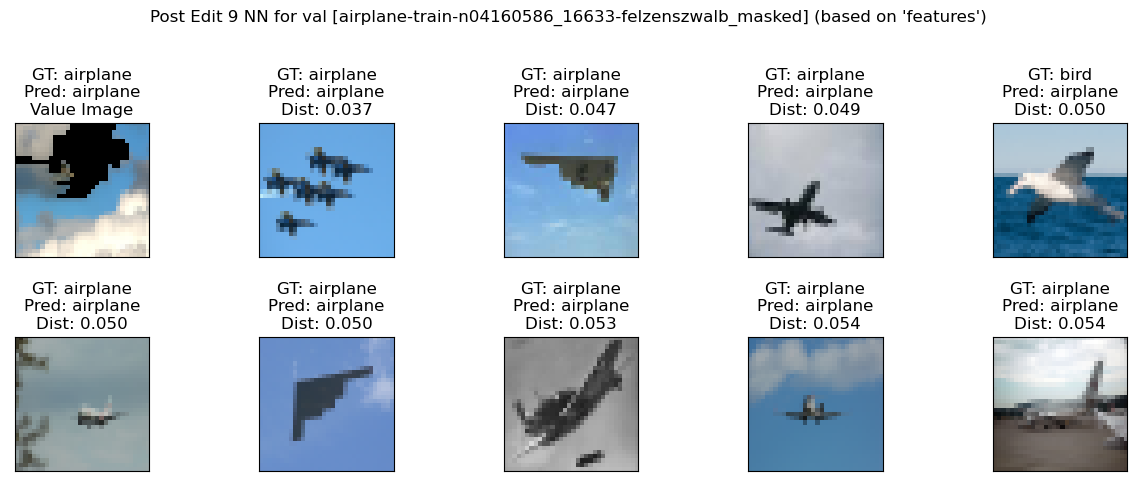 Post Edit 9 NN for val [airplane-train-n04160586_16633-felzenszwalb_masked] (based on 'features')
GT: airplane
Pred: airplane
Value Image
GT: airplane
Pred: airplane
Dist: 0.037
GT: airplane
Pred: airplane
Dist: 0.047
GT: airplane
Pred: airplane
Dist: 0.049
GT: bird
Pred: airplane
Dist: 0.050
GT: airplane
Pred: airplane
Dist: 0.050
GT: airplane
Pred: airplane
Dist: 0.050
GT: airplane
Pred: airplane
Dist: 0.053
GT: airplane
Pred: airplane
Dist: 0.054
GT: airplane
Pred: airplane
Dist: 0.054